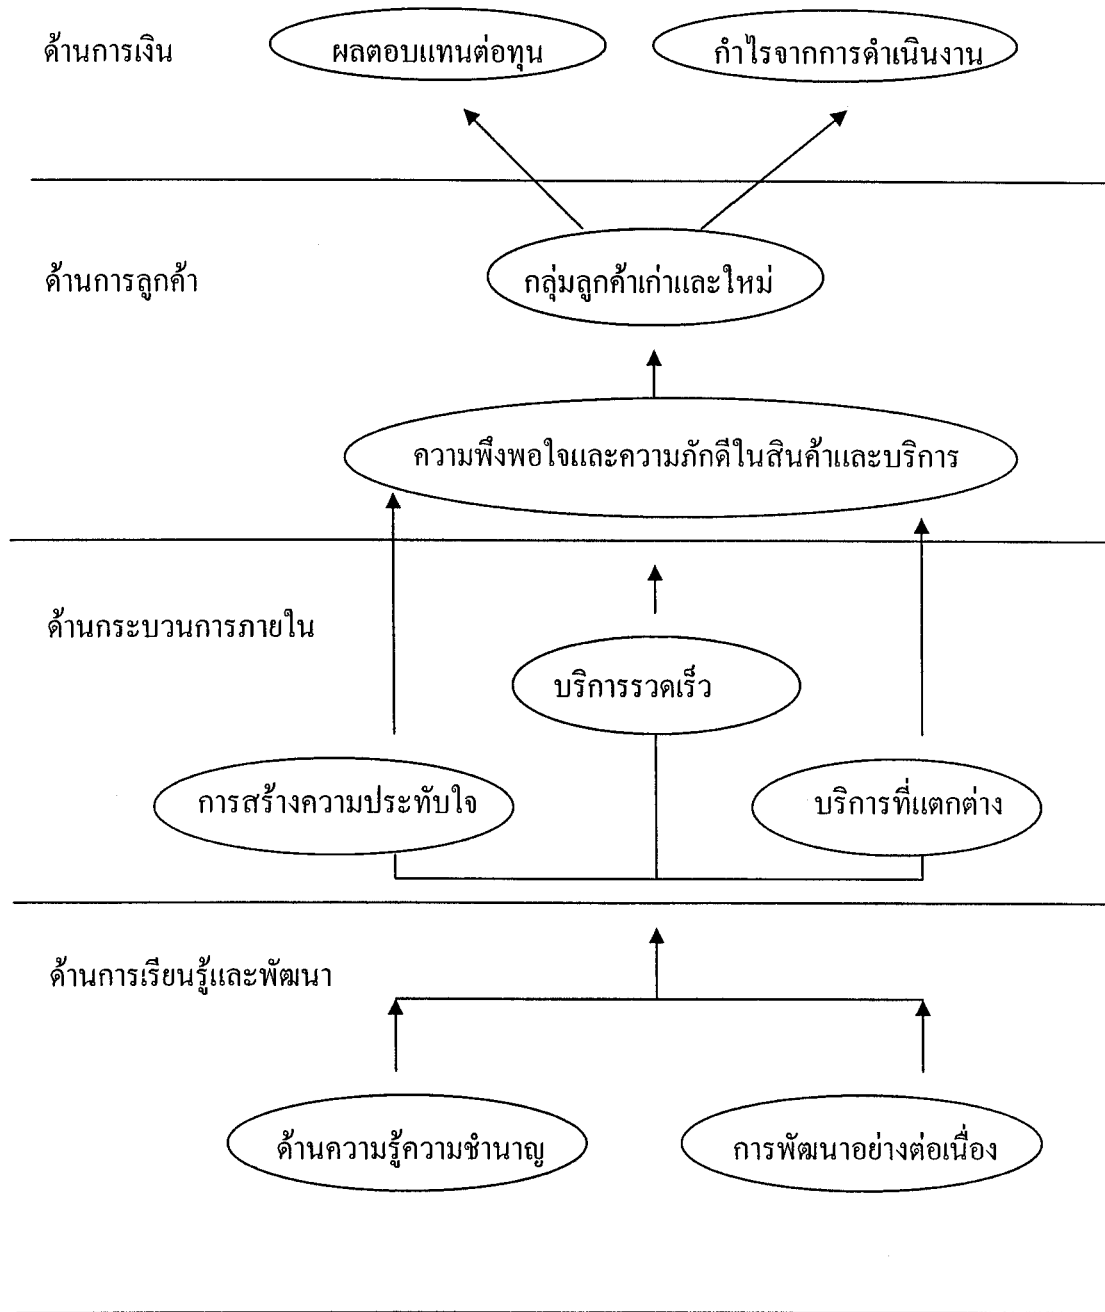 ด้านการเงิน
ผลตอบแทนต่อทุน
กำไรจากการดำเนินงาน
ด้านการลูกค้า
กลุ่มลูกค้าเก่าและใหม่
ความพึงพอใจและความภักดีในสินค้าและบริการ
ด้านกระบวนการภายใน
บริการรวดเร็ว
การสร้างความประทับใจ
บริการที่แตกต่าง
ด้านการเรียนรู้และพัฒนา
ด้านความรู้ความชำนาญ
การพัฒนาอย่างต่อเนื่อง